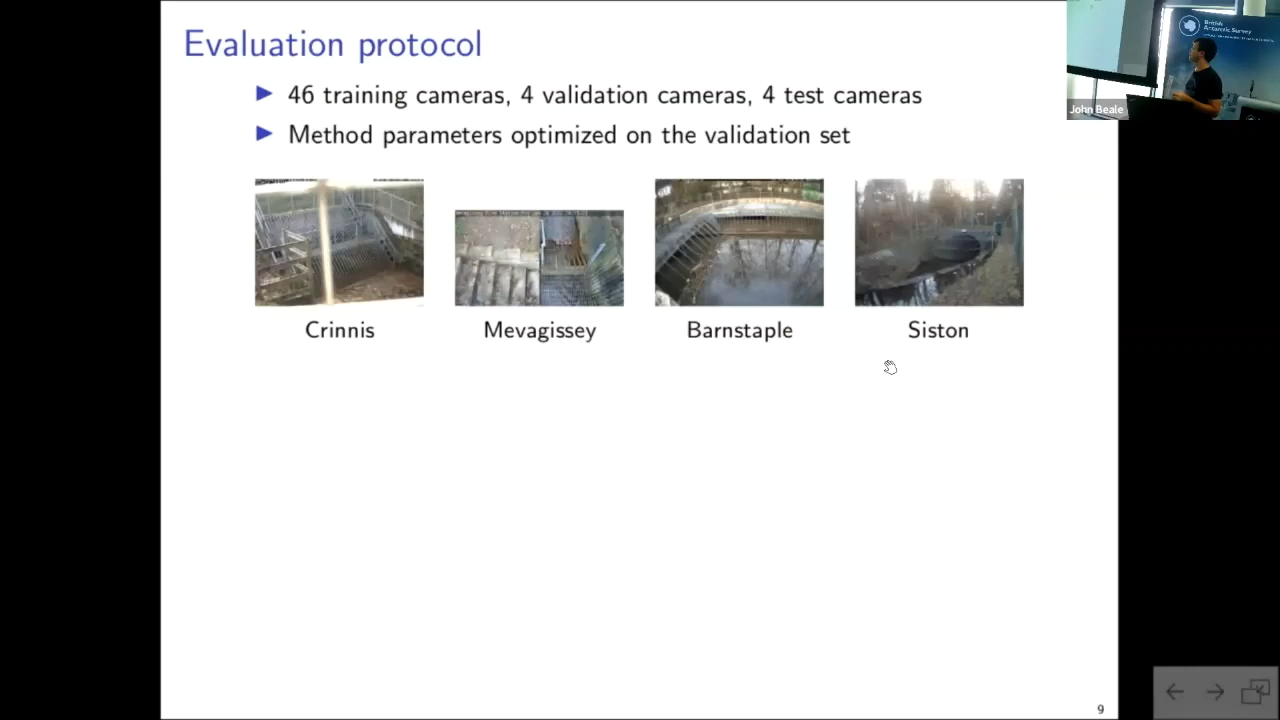 Evaluation protocol
46 training cameras, 4 validation cameras, 4 test cameras
Method parameters optimized on the validation set
Crinnis
Mevagissey
Barnstaple
Siston
9
British
Antarctic Survey
John Beale